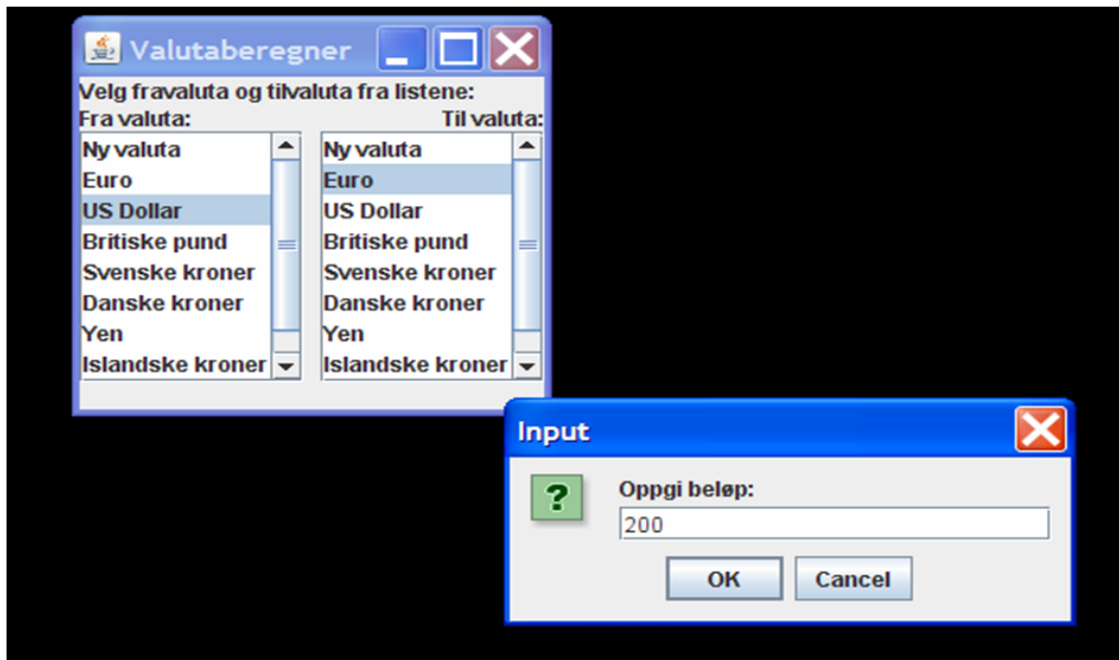 Valutaberegner
Velg fravaluta og tilvaluta fra listene:
Fra valuta: Til valuta:
Ny valuta Ny valuta
Euro Euro
US Dollar US Dollar
Britiske pund Britiske pund
Svenske kroner Svenske kroner
Danske kroner Danske kroner
Yen Yen
Islandske kroner Islandske kroner
Input
? Oppgi beløp:
200
OK Cancel